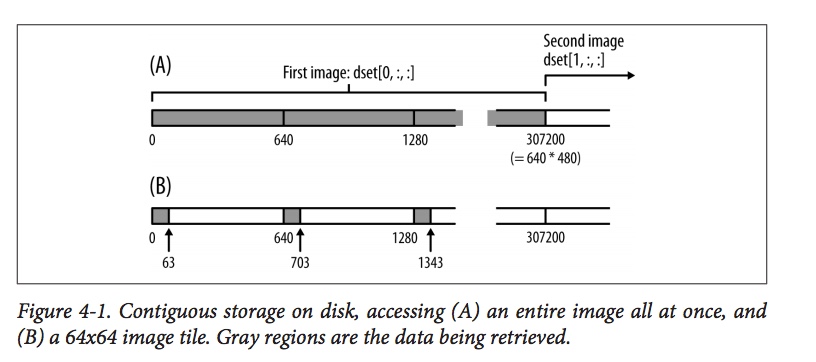 Second image
dset[1, :, :]
(A)
First image: dset[0, :, :]
0
640
1280
307200
(= 640 * 480)
(B)
0
640
1280
307200
63
703
1343
Figure 4-1. Contiguous storage on disk, accessing (A) an entire image all at once, and
(B) a 64x64 image tile. Gray regions are the data being retrieved.